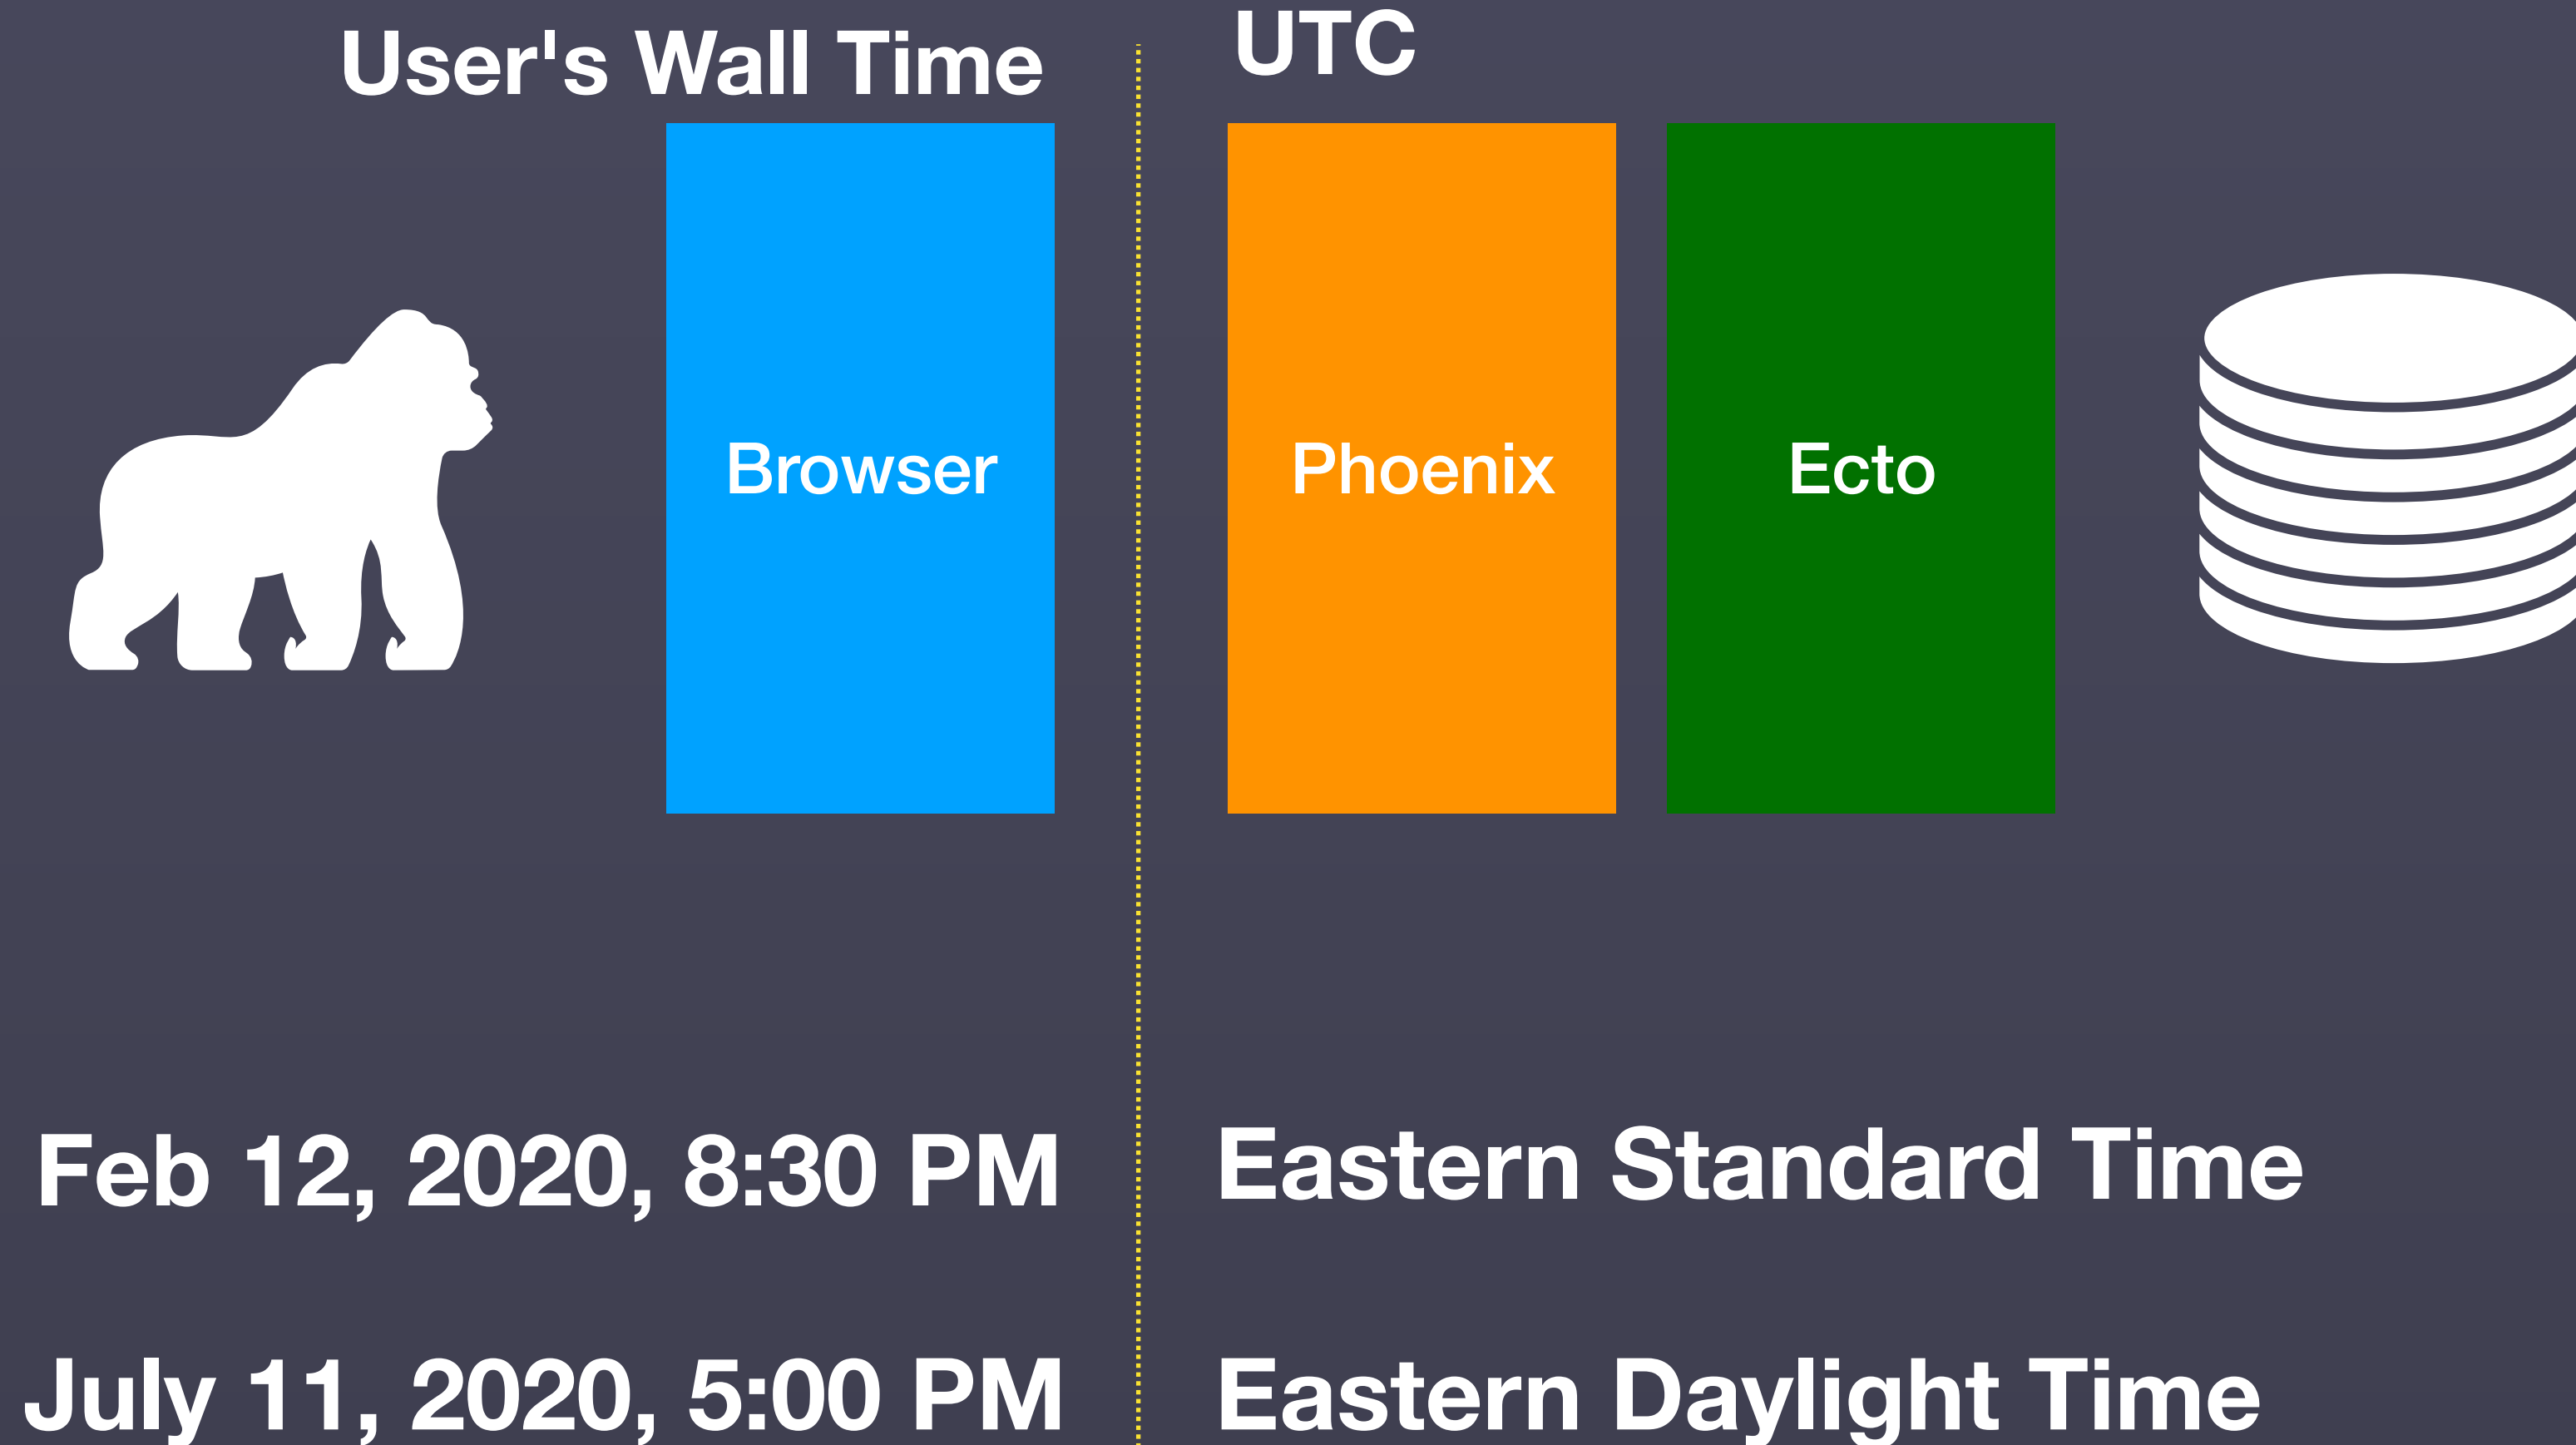 User's Wall Time
UTC
Browser
Phoenix
Ecto
Feb 12, 2020, 8:30 PM
Eastern Standard Time
July 11, 2020, 5:00 PM
Eastern Daylight Time